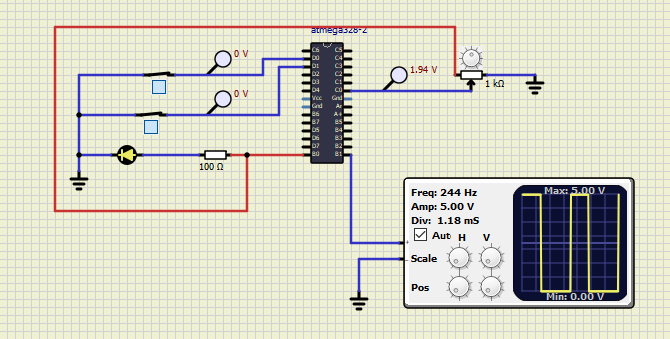 atmega328-2
0 V
0 V
1.94 V
1 kΩ
100 Ω
C6 C5
D0 C4
D1 C3
D2 C2
D3 C1
D4 C0
Vcc Gnd
Gnd Ar
B6 A+
B7 B5
D5 B4
D6 B3
D7 B2
B0 B1
Freq: 244 Hz
Amp: 5.00 V
Div: 1.18 mS
Auto H V
Scale
Pos
Max: 5.00 V
Min: 0.00 V
+
-